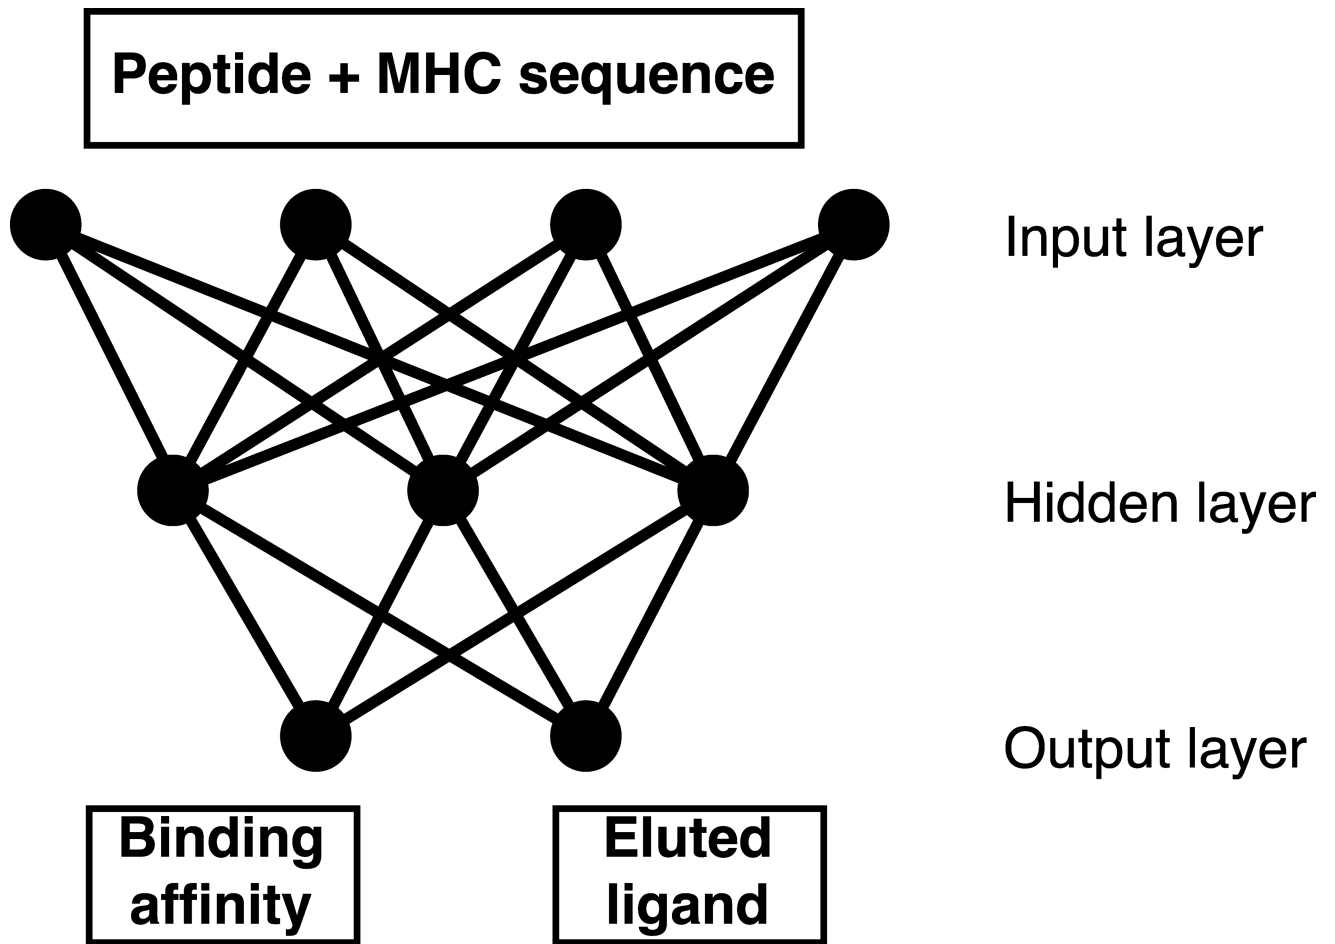 Peptide + MHC sequence
Input layer
Hidden layer
Output layer
Binding
affinity
Eluted
ligand